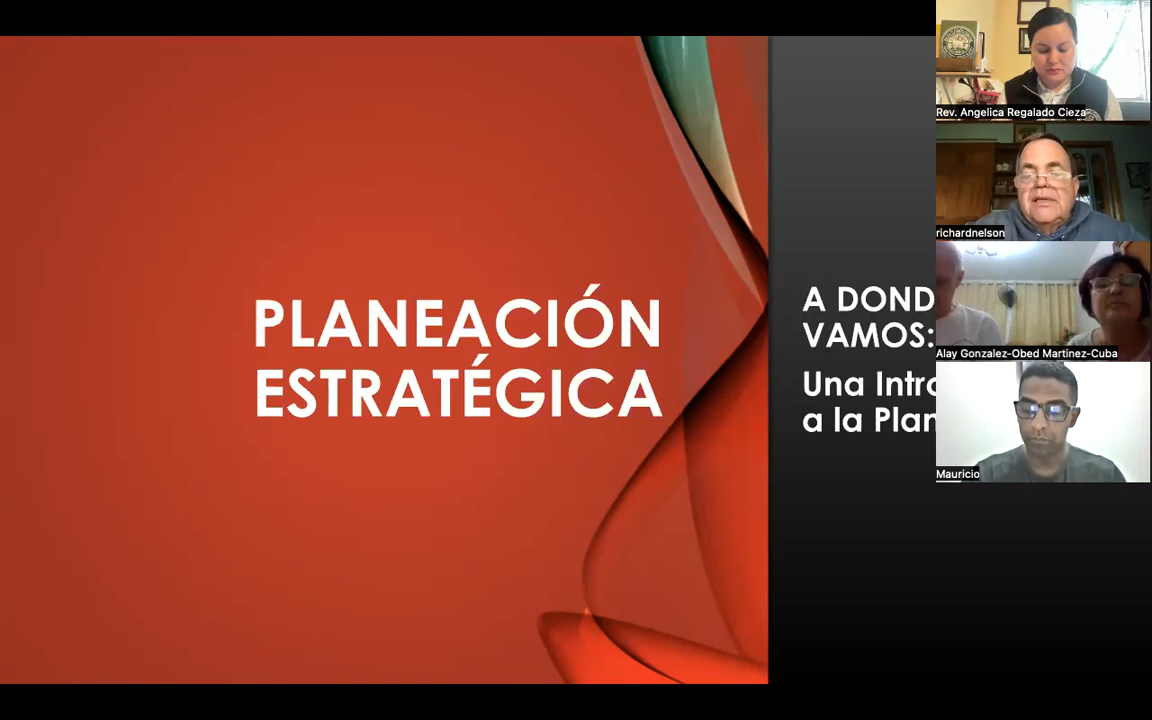 PLANEACIÓN
ESTRATÉGICA
A DOND
VAMOS:
Una Intro
a la Plan
Rev. Angelica Regalado Cieza
richardnelson
Alay Gonzalez-Obed Martinez-Cuba
Mauricio